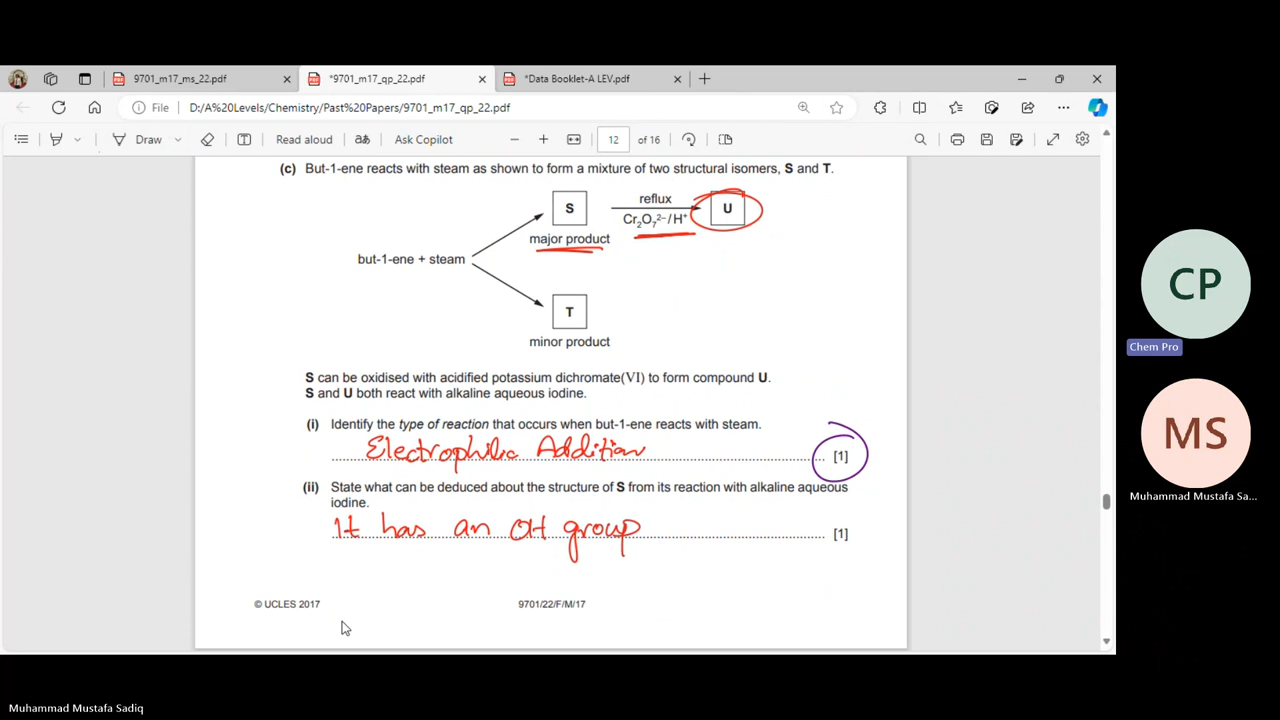 9701_m17_ms_22.pdf
*9701_m17_qp_22.pdf
*Data Booklet-A LEV.pdf
File
D:/A%20Levels/Chemistry/Past%20Papers/9701_m17_qp_22.pdf
Draw
Read aloud
Ask Copilot
12 of 16
(c) But-1-ene reacts with steam as shown to form a mixture of two structural isomers, S and T.
S
reflux
Cr2O7^2–/H+
U
major product
but-1-ene + steam
T
minor product
S can be oxidised with acidified potassium dichromate(VI) to form compound U.
S and U both react with alkaline aqueous iodine.
(i) Identify the type of reaction that occurs when but-1-ene reacts with steam.
Electrophilic Addition [1]
(ii) State what can be deduced about the structure of S from its reaction with alkaline aqueous
iodine.
It has an OH group [1]
© UCLES 2017
9701/22/F/M/17
CP
Chem Pro
MS
Muhammad Mustafa Sa...
Muhammad Mustafa Sadiq